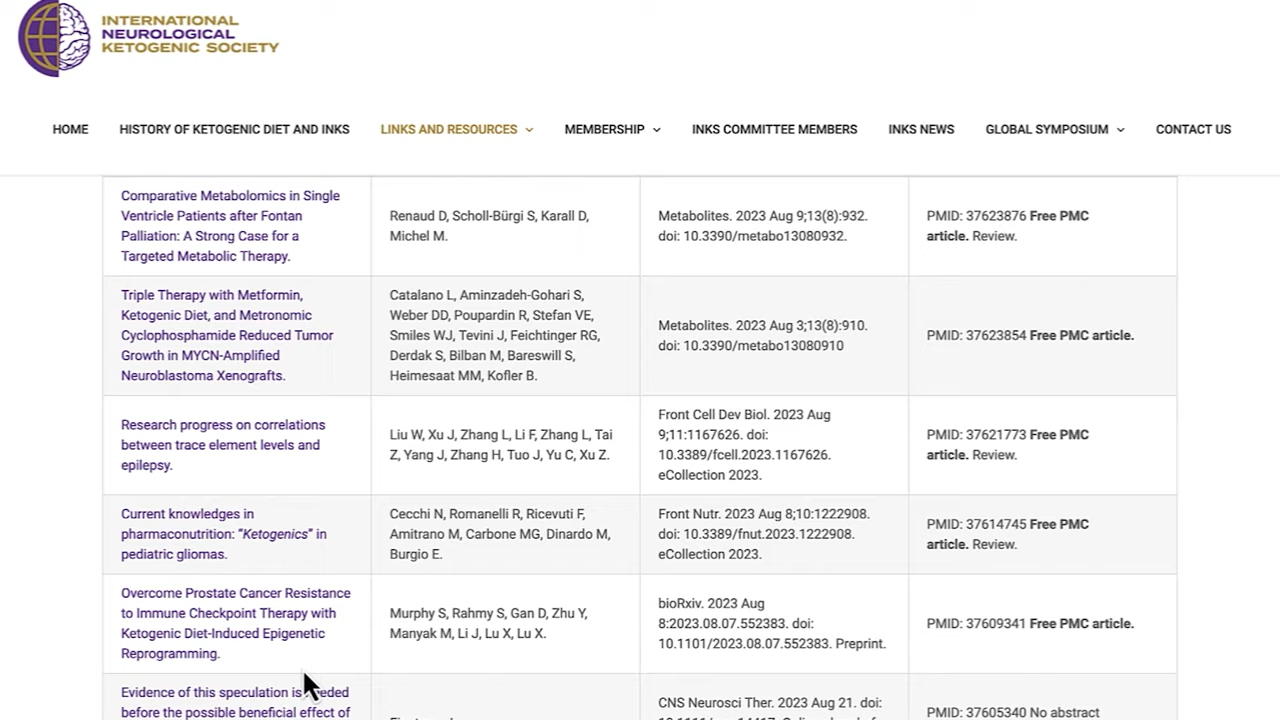 INTERNATIONAL
NEUROLOGICAL
KETOGENIC SOCIETY
HOME
HISTORY OF KETOGENIC DIET AND INKS
LINKS AND RESOURCES
MEMBERSHIP
INKS COMMITTEE MEMBERS
INKS NEWS
GLOBAL SYMPOSIUM
CONTACT US
Comparative Metabolomics in Single
Ventricle Patients after Fontan
Palliation: A Strong Case for a
Targeted Metabolic Therapy.
Renaud D, Scholl-Bürgi S, Karall D,
Michel M.
Metabolites. 2023 Aug 9;13(8):932.
doi: 10.3390/metabo13080932.
PMID: 37623876 Free PMC
article. Review.
Triple Therapy with Metformin,
Ketogenic Diet, and Metronomic
Cyclophosphamide Reduced Tumor
Growth in MYCN-Amplified
Neuroblastoma Xenografts.
Catalano L, Aminzadeh-Gohari S,
Weber DD, Poupardin R, Stefan VE,
Smiles WJ, Tevini J, Feichtinger RG,
Derdak S, Bilban M, Bareswill S,
Heimesaat MM, Kofler B.
Metabolites. 2023 Aug 3;13(8):910.
doi: 10.3390/metabo13080910
PMID: 37623854 Free PMC article.
Research progress on correlations
between trace element levels and
epilepsy.
Liu W, Xu J, Zhang L, Li F, Zhang L, Tai
Z, Yang J, Zhang H, Tuo J, Yu C, Xu Z.
Front Cell Dev Biol. 2023 Aug
9;11:1167626. doi:
10.3389/fcell.2023.1167626.
eCollection 2023.
PMID: 37621773 Free PMC
article. Review.
Current knowledges in
pharmaconutrition: "Ketogenics" in
pediatric gliomas.
Cecchi N, Romanelli R, Ricevuti F,
Amitrano M, Carbone MG, Dinardo M,
Burgio E.
Front Nutr. 2023 Aug 8;10:1222908.
doi: 10.3389/fnut.2023.1222908.
eCollection 2023.
PMID: 37614745 Free PMC
article. Review.
Overcome Prostate Cancer Resistance
to Immune Checkpoint Therapy with
Ketogenic Diet-Induced Epigenetic
Reprogramming.
Murphy S, Rahmy S, Gan D, Zhu Y,
Manyak M, Li J, Lu X, Lu X.
bioRxiv. 2023 Aug
8:2023.08.07.552383. doi:
10.1101/2023.08.07.552383. Preprint.
PMID: 37609341 Free PMC article.
Evidence of this speculation is needed
before the possible beneficial effect of
CNS Neurosci Ther. 2023 Aug 21. doi:
PMID: 37605340 No abstract